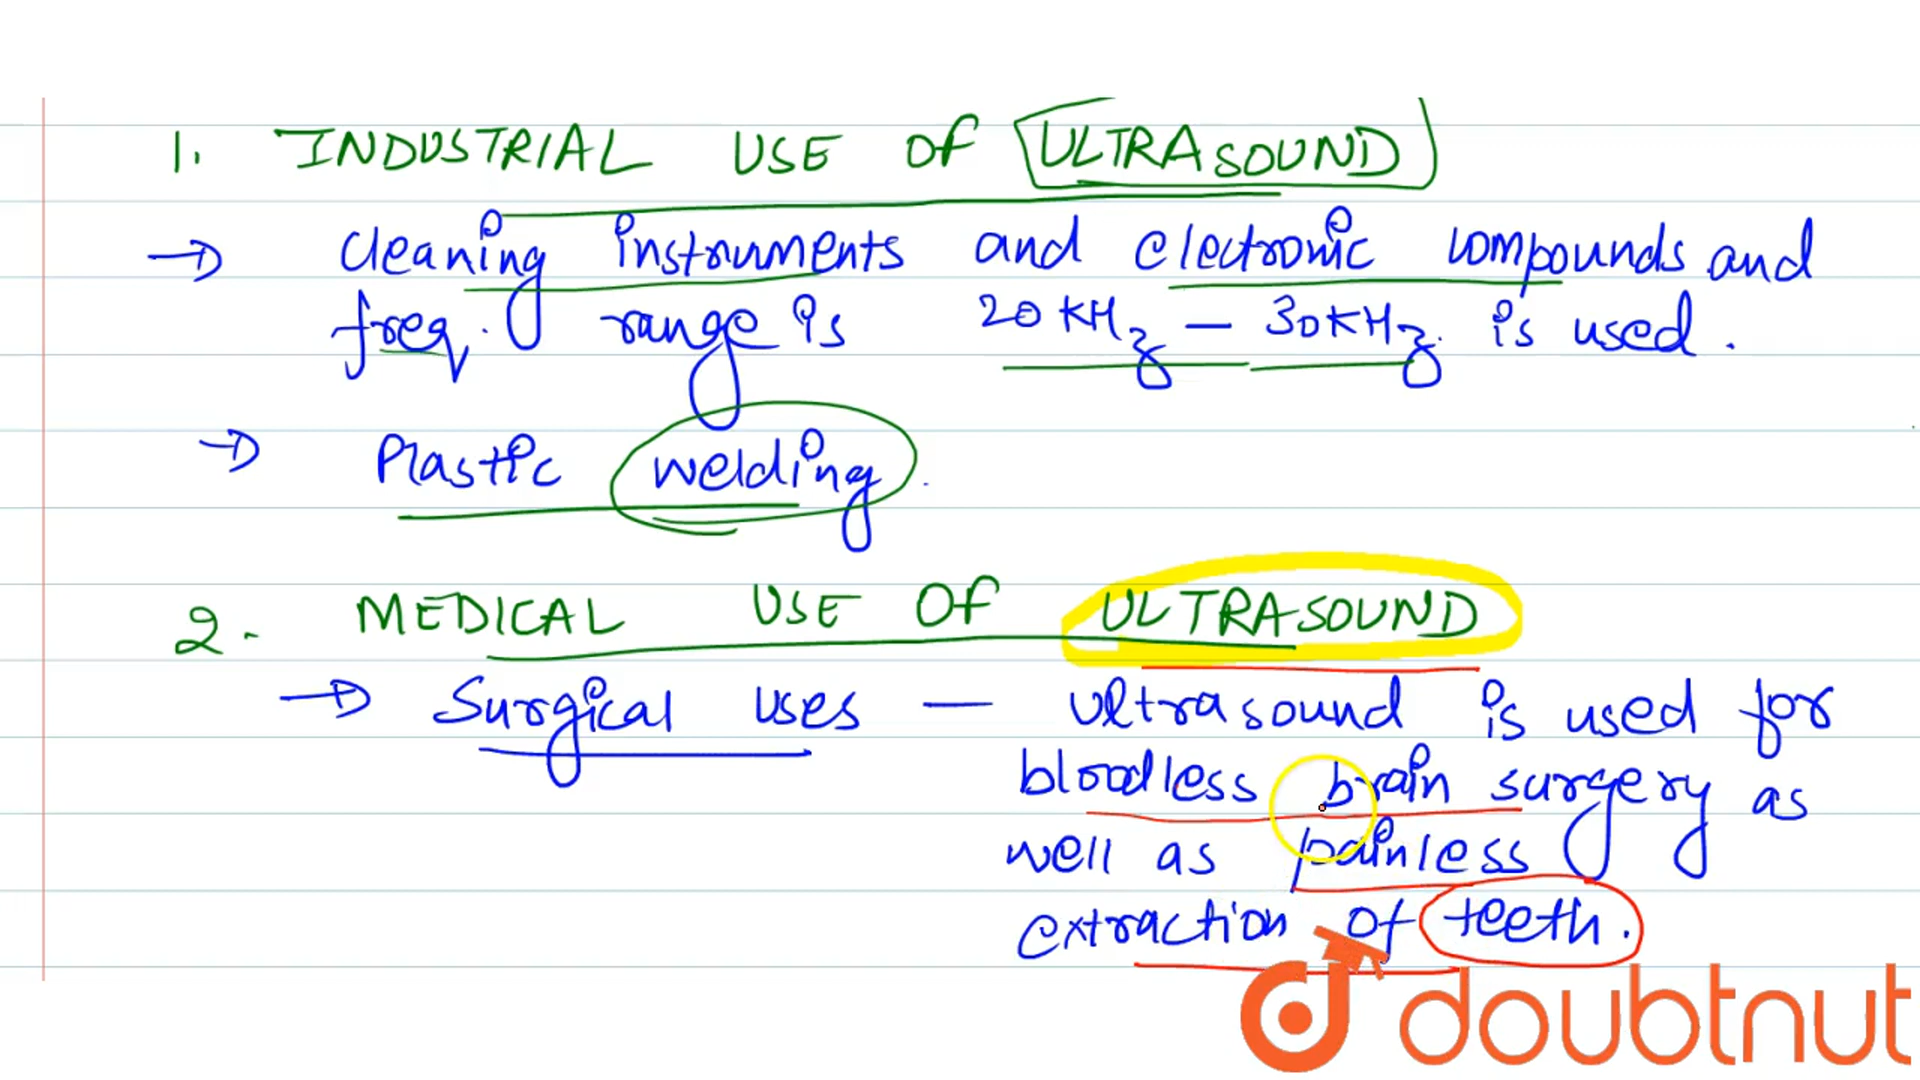 1. INDUSTRIAL USE OF ULTRASOUND
→ Cleaning instruments and electronic compounds and
freq. range is 20 KHz - 30 KHz. is used.
→ Plastic welding.
2. MEDICAL USE OF ULTRASOUND
→ Surgical uses — ultrasound is used for
bloodless brain surgery as
well as painless
extraction of teeth.
doubtnut